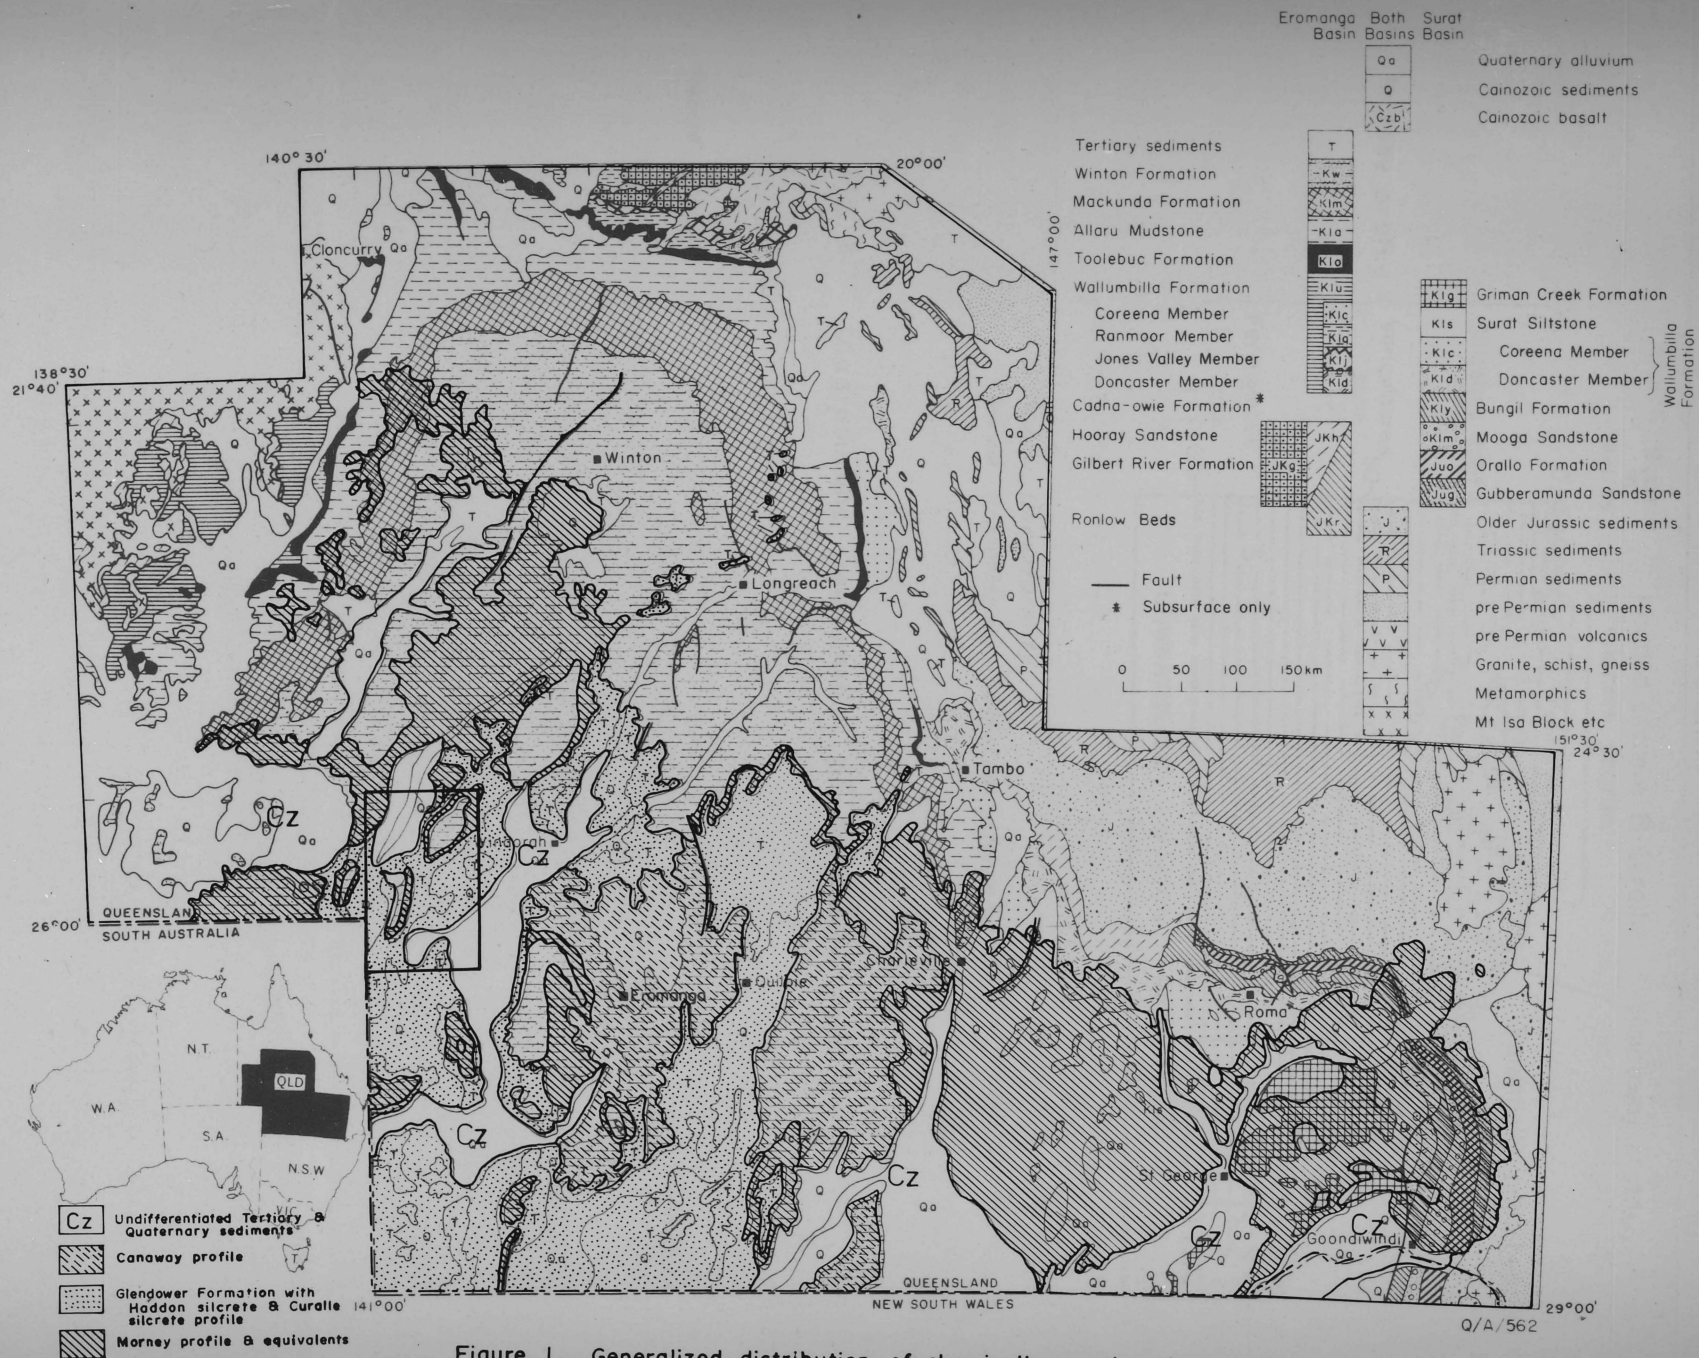 Eromanga Basin
Both Basins
Surat Basin
Qa Quaternary alluvium
Q Cainozoic sediments
Czb Cainozoic basalt
Tertiary sediments T
Winton Formation Kw
Mackunda Formation Klm
Allaru Mudstone Kla
Toolebuc Formation Klo
Wallumbilla Formation Klu
Coreena Member Klc
Ranmoor Member
Jones Valley Member Klj
Doncaster Member Kld
Cadna-owie Formation *
Hooray Sandstone JKh
Gilbert River Formation JKg
Ronlow Beds JKr
Klg Griman Creek Formation
Kls Surat Siltstone
Klc Coreena Member
Kld Doncaster Member
Wallumbilla Formation
Kly Bungil Formation
Klm Mooga Sandstone
Juo Orallo Formation
Jug Gubberamunda Sandstone
J Older Jurassic sediments
R Triassic sediments
P Permian sediments
pre Permian sediments
pre Permian volcanics
Granite, schist, gneiss
Metamorphics
Mt Isa Block etc
Fault
* Subsurface only
0 50 100 150 km
140° 30'
20°00'
147°00'
138°30'
21°40'
151°30'
24°30'
26°00'
141°00'
29°00'
Cloncurry
Winton
Longreach
Tambo
Cz
Cz
Charleville
Quilpie
Eromanga
Roma
Cz
Cz
St George
Cz
Cz
Goondiwindi
QUEENSLAND
SOUTH AUSTRALIA
QUEENSLAND
NEW SOUTH WALES
Q/A/562
N.T.
QLD
W.A.
S.A.
N.S.W
VIC
T.
Cz Undifferentiated Tertiary &
Quaternary sediments
Canaway profile
Glendower Formation with
Haddon silcrete & Curalle
silcrete profile
Morney profile & equivalents
Figure 1 Generalized distribution of